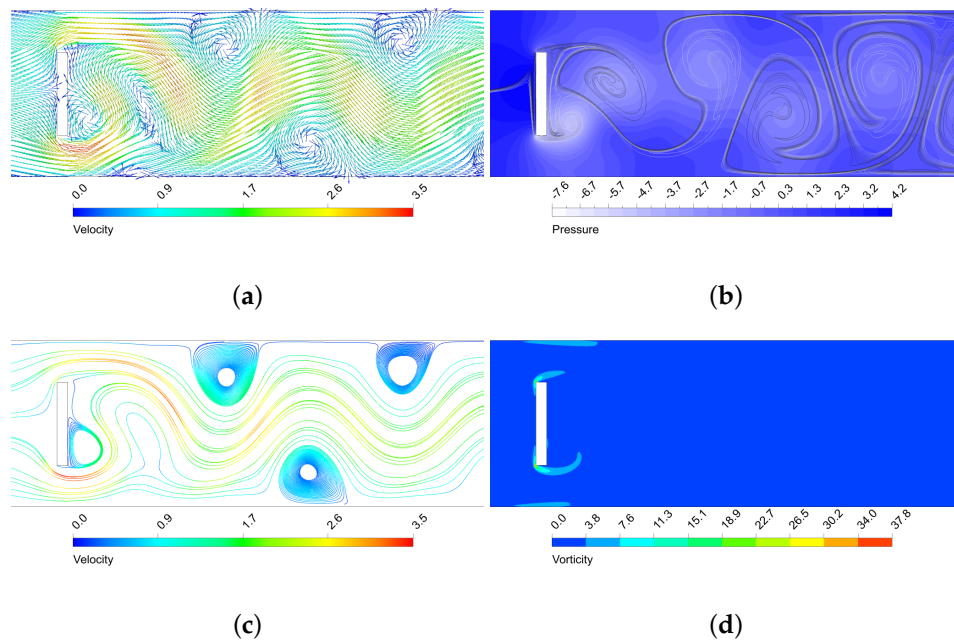 0.0 0.9 1.7 2.6 3.5
Velocity
-7.6 -6.7 -5.7 -4.7 -3.7 -2.7 -1.7 -0.7 0.3 1.3 2.3 3.2 4.2
Pressure
(a)
(b)
0.0 0.9 1.7 2.6 3.5
Velocity
0.0 3.8 7.6 11.3 15.1 18.9 22.7 26.5 30.2 34.0 37.8
Vorticity
(c)
(d)